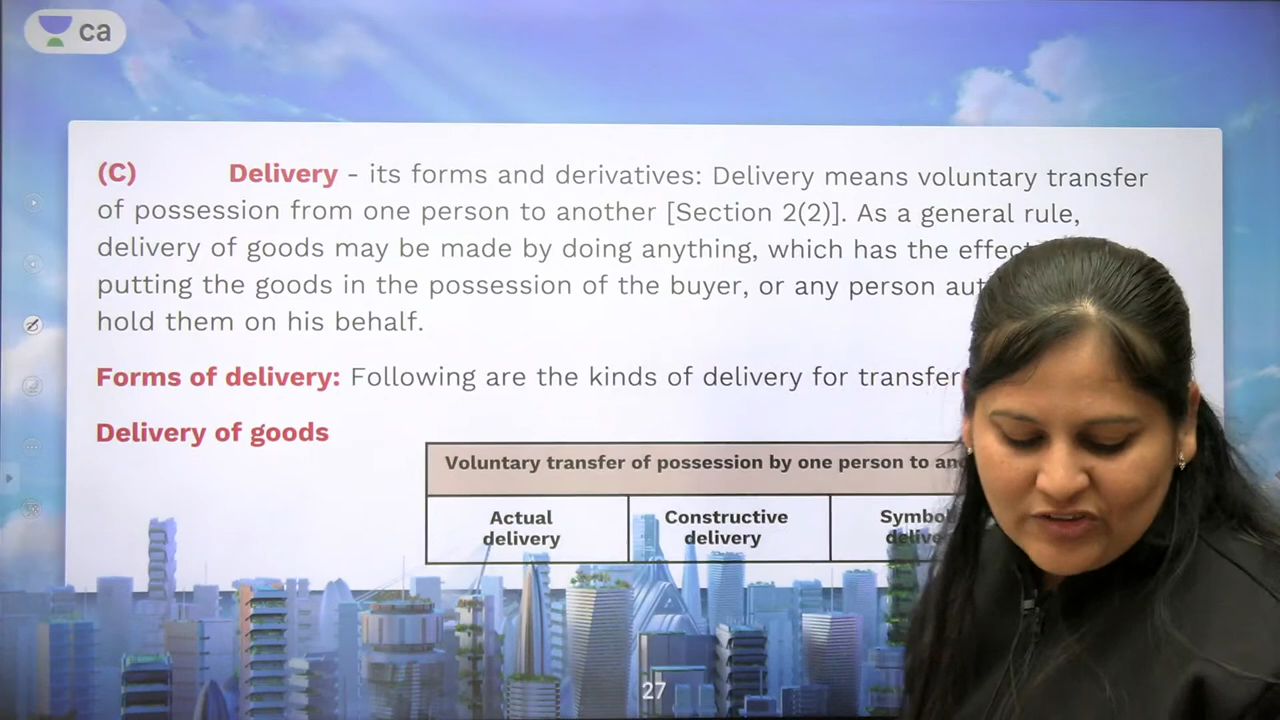 ca
(C) Delivery - its forms and derivatives: Delivery means voluntary transfer
of possession from one person to another [Section 2(2)]. As a general rule,
delivery of goods may be made by doing anything, which has the effect
putting the goods in the possession of the buyer, or any person
hold them on his behalf.
Forms of delivery: Following are the kinds of delivery for transfer
Delivery of goods
Voluntary transfer of possession by one person to
Actual
delivery
Constructive
delivery
27